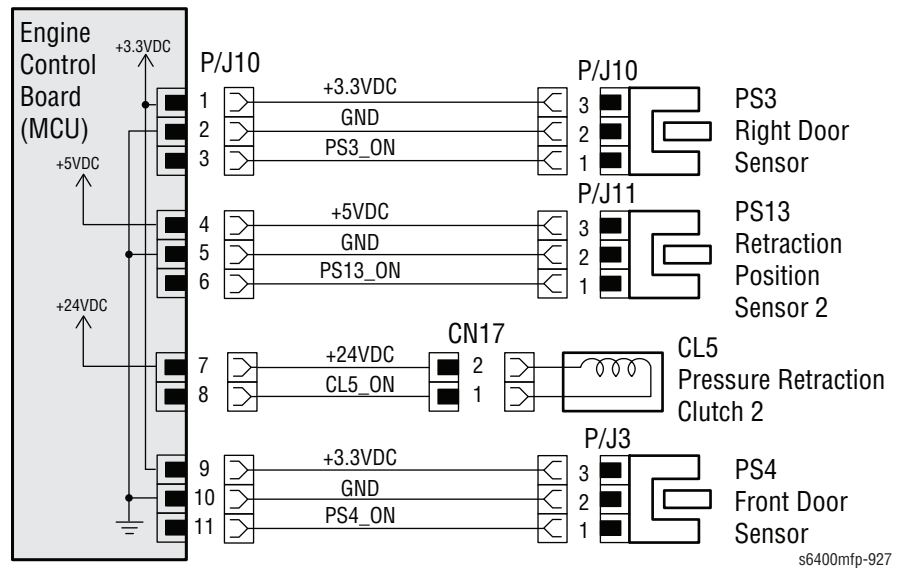 Engine
Control
Board
(MCU)
+3.3VDC
+5VDC
+24VDC
P/J10
1
2
3
+3.3VDC
GND
PS3_ON
P/J10
3
2
1
PS3
Right Door
Sensor
4
5
6
+5VDC
GND
PS13_ON
P/J11
3
2
1
PS13
Retraction
Position
Sensor 2
7
8
+24VDC
CL5_ON
CN17
2
1
CL5
Pressure Retraction
Clutch 2
9
10
11
+3.3VDC
GND
PS4_ON
P/J3
3
2
1
PS4
Front Door
Sensor
s6400mfp-927